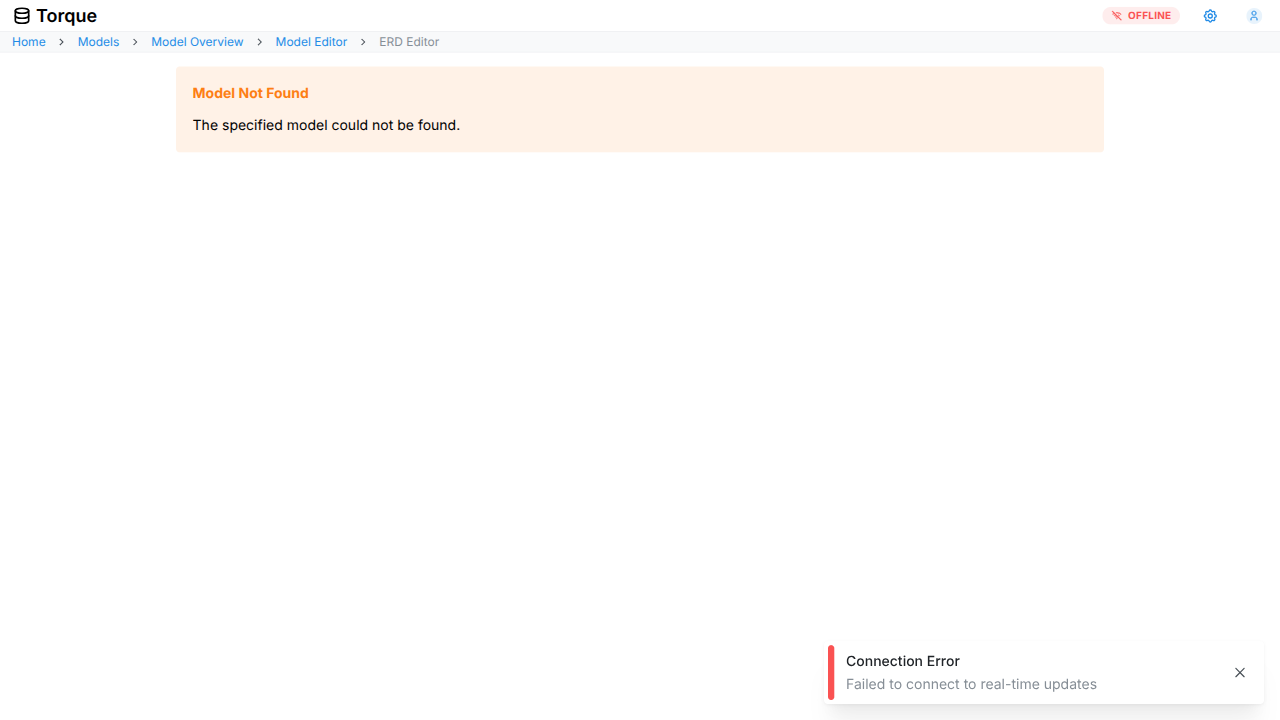 Torque
OFFLINE
Home > Models > Model Overview > Model Editor > ERD Editor
Model Not Found
The specified model could not be found.
Connection Error
Failed to connect to real-time updates